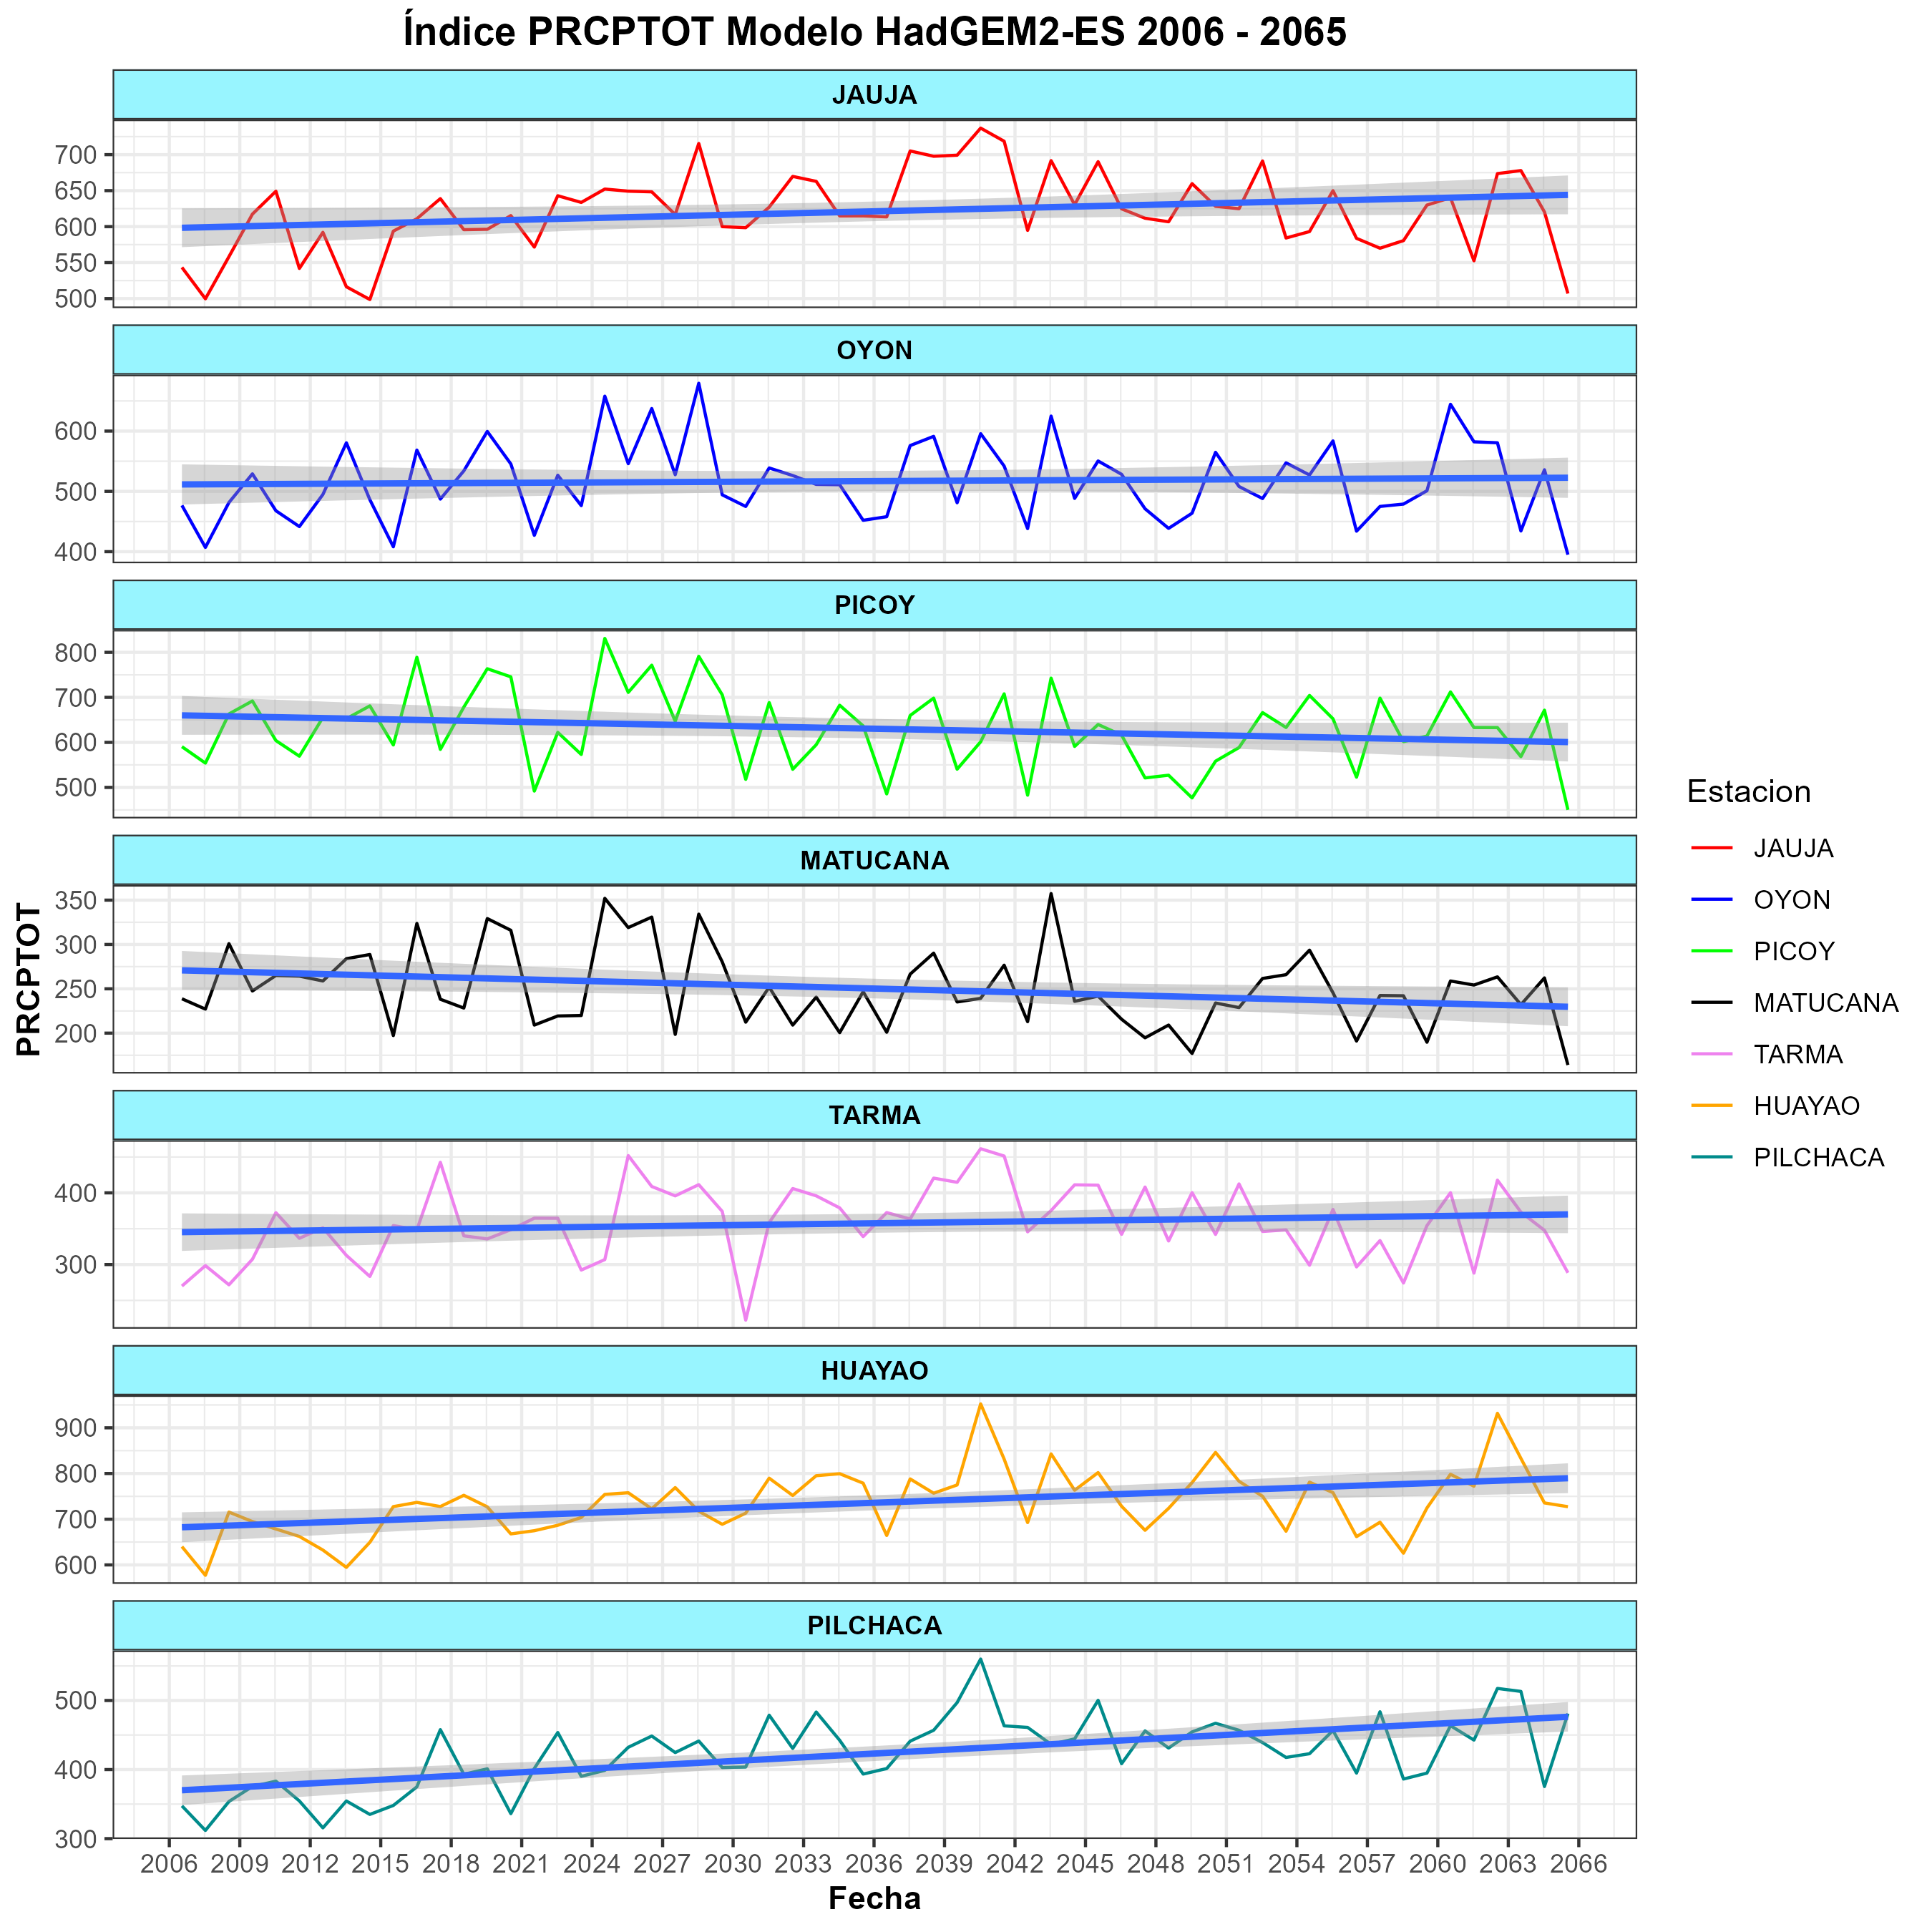 Índice PRCPTOT Modelo HadGEM2-ES 2006 - 2065
JAUJA
700
650
600
550
500
OYON
600
500
400
PICOY
800
700
600
500
MATUCANA
350
300
250
200
TARMA
400
300
HUAYAO
900
800
700
600
PILCHACA
500
400
300
2006 2009 2012 2015 2018 2021 2024 2027 2030 2033 2036 2039 2042 2045 2048 2051 2054 2057 2060 2063 2066
Fecha
PRCPTOT
Estacion
JAUJA
OYON
PICOY
MATUCANA
TARMA
HUAYAO
PILCHACA